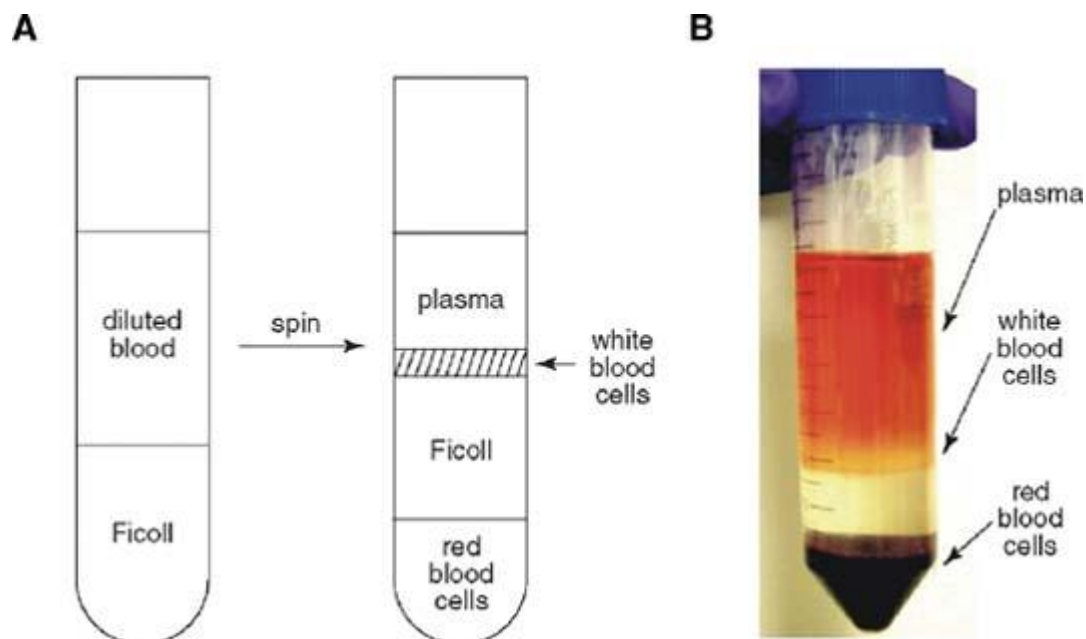 A
diluted
blood
Ficoll
spin
plasma
white
blood
cells
Ficoll
red
blood
cells
B
plasma
white
blood
cells
red
blood
cells